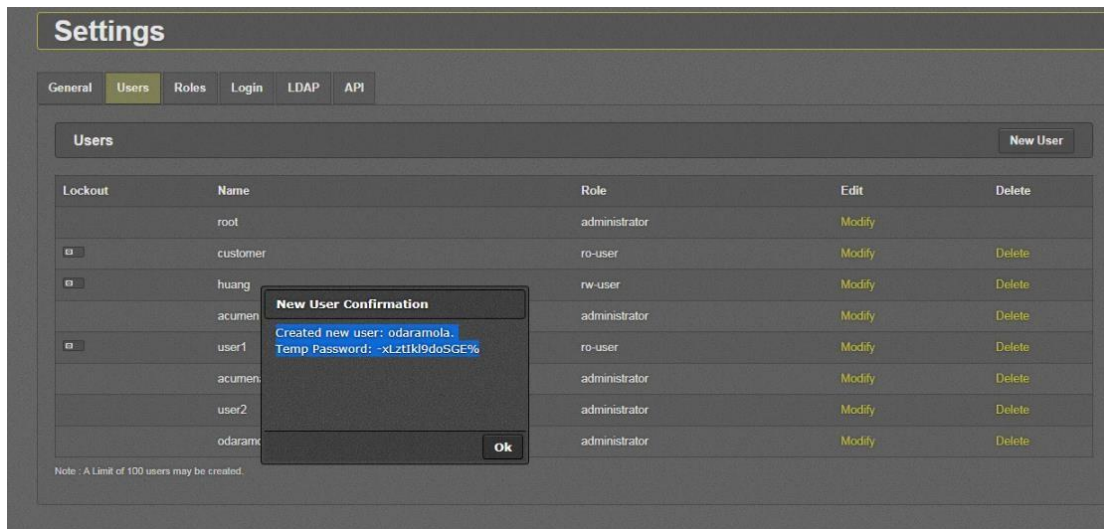 Settings
General Users Roles Login LDAP API
Users New User
Lockout Name Role Edit Delete
root administrator Modify
customer ro-user Modify Delete
huang rw-user Modify Delete
acumen administrator Modify Delete
user1 ro-user Modify Delete
acumen administrator Modify Delete
user2 administrator Modify Delete
odaramo administrator Modify Delete
New User Confirmation
Created new user: odaramola.
Temp Password: -xLztIkl9doSGE%
Ok
Note : A Limit of 100 users may be created.